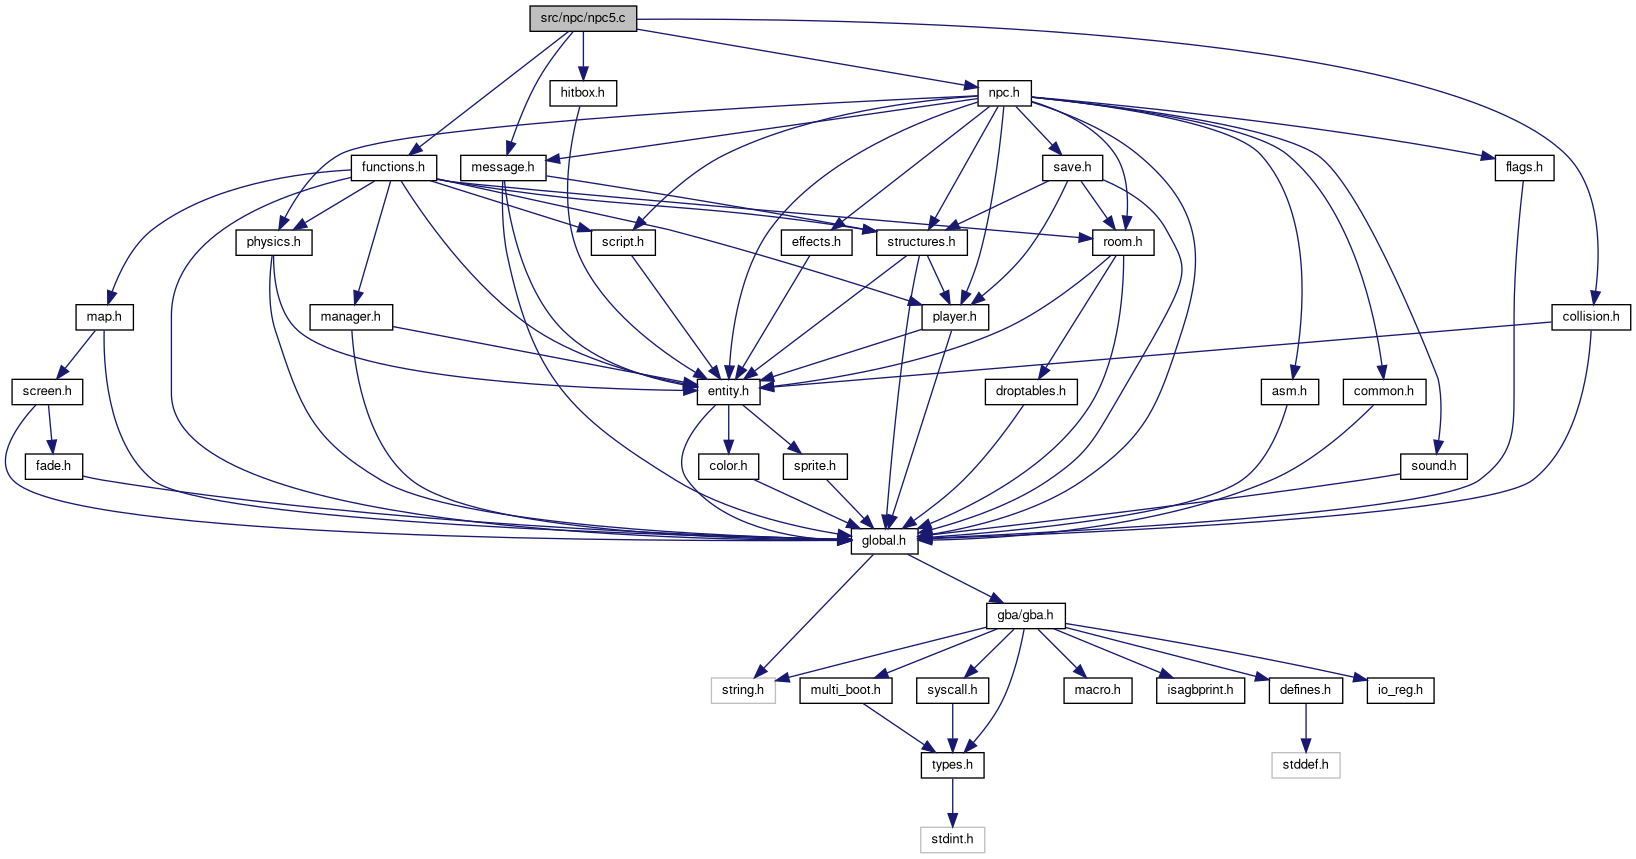 src/npc/npc5.c
hitbox.h
npc.h
functions.h
message.h
save.h
flags.h
physics.h
script.h
effects.h
structures.h
room.h
map.h
manager.h
player.h
collision.h
screen.h
entity.h
droptables.h
asm.h
common.h
fade.h
color.h
sprite.h
sound.h
global.h
gba/gba.h
string.h
multi_boot.h
syscall.h
macro.h
isagbprint.h
defines.h
io_reg.h
types.h
stddef.h
stdint.h